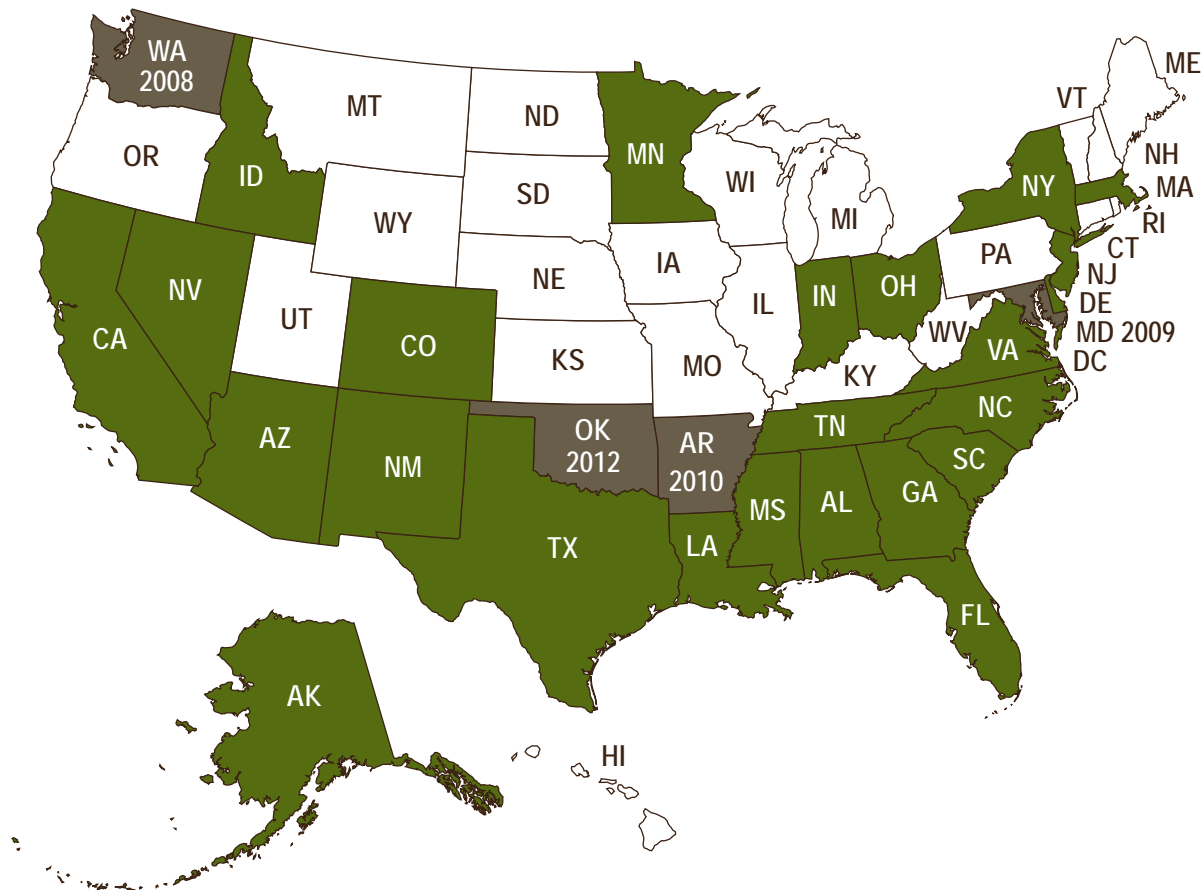 WA
2008
MT
ND
MN
OR
ID
SD
WI
MI
VT
ME
NH
MA
NY
RI
CT
WY
IA
PA
NJ
NE
NV
UT
IL
IN
OH
DE
MD 2009
DC
CA
CO
KS
MO
WV
VA
KY
AZ
NM
OK
2012
AR
2010
TN
NC
SC
TX
LA
MS
AL
GA
FL
AK
HI